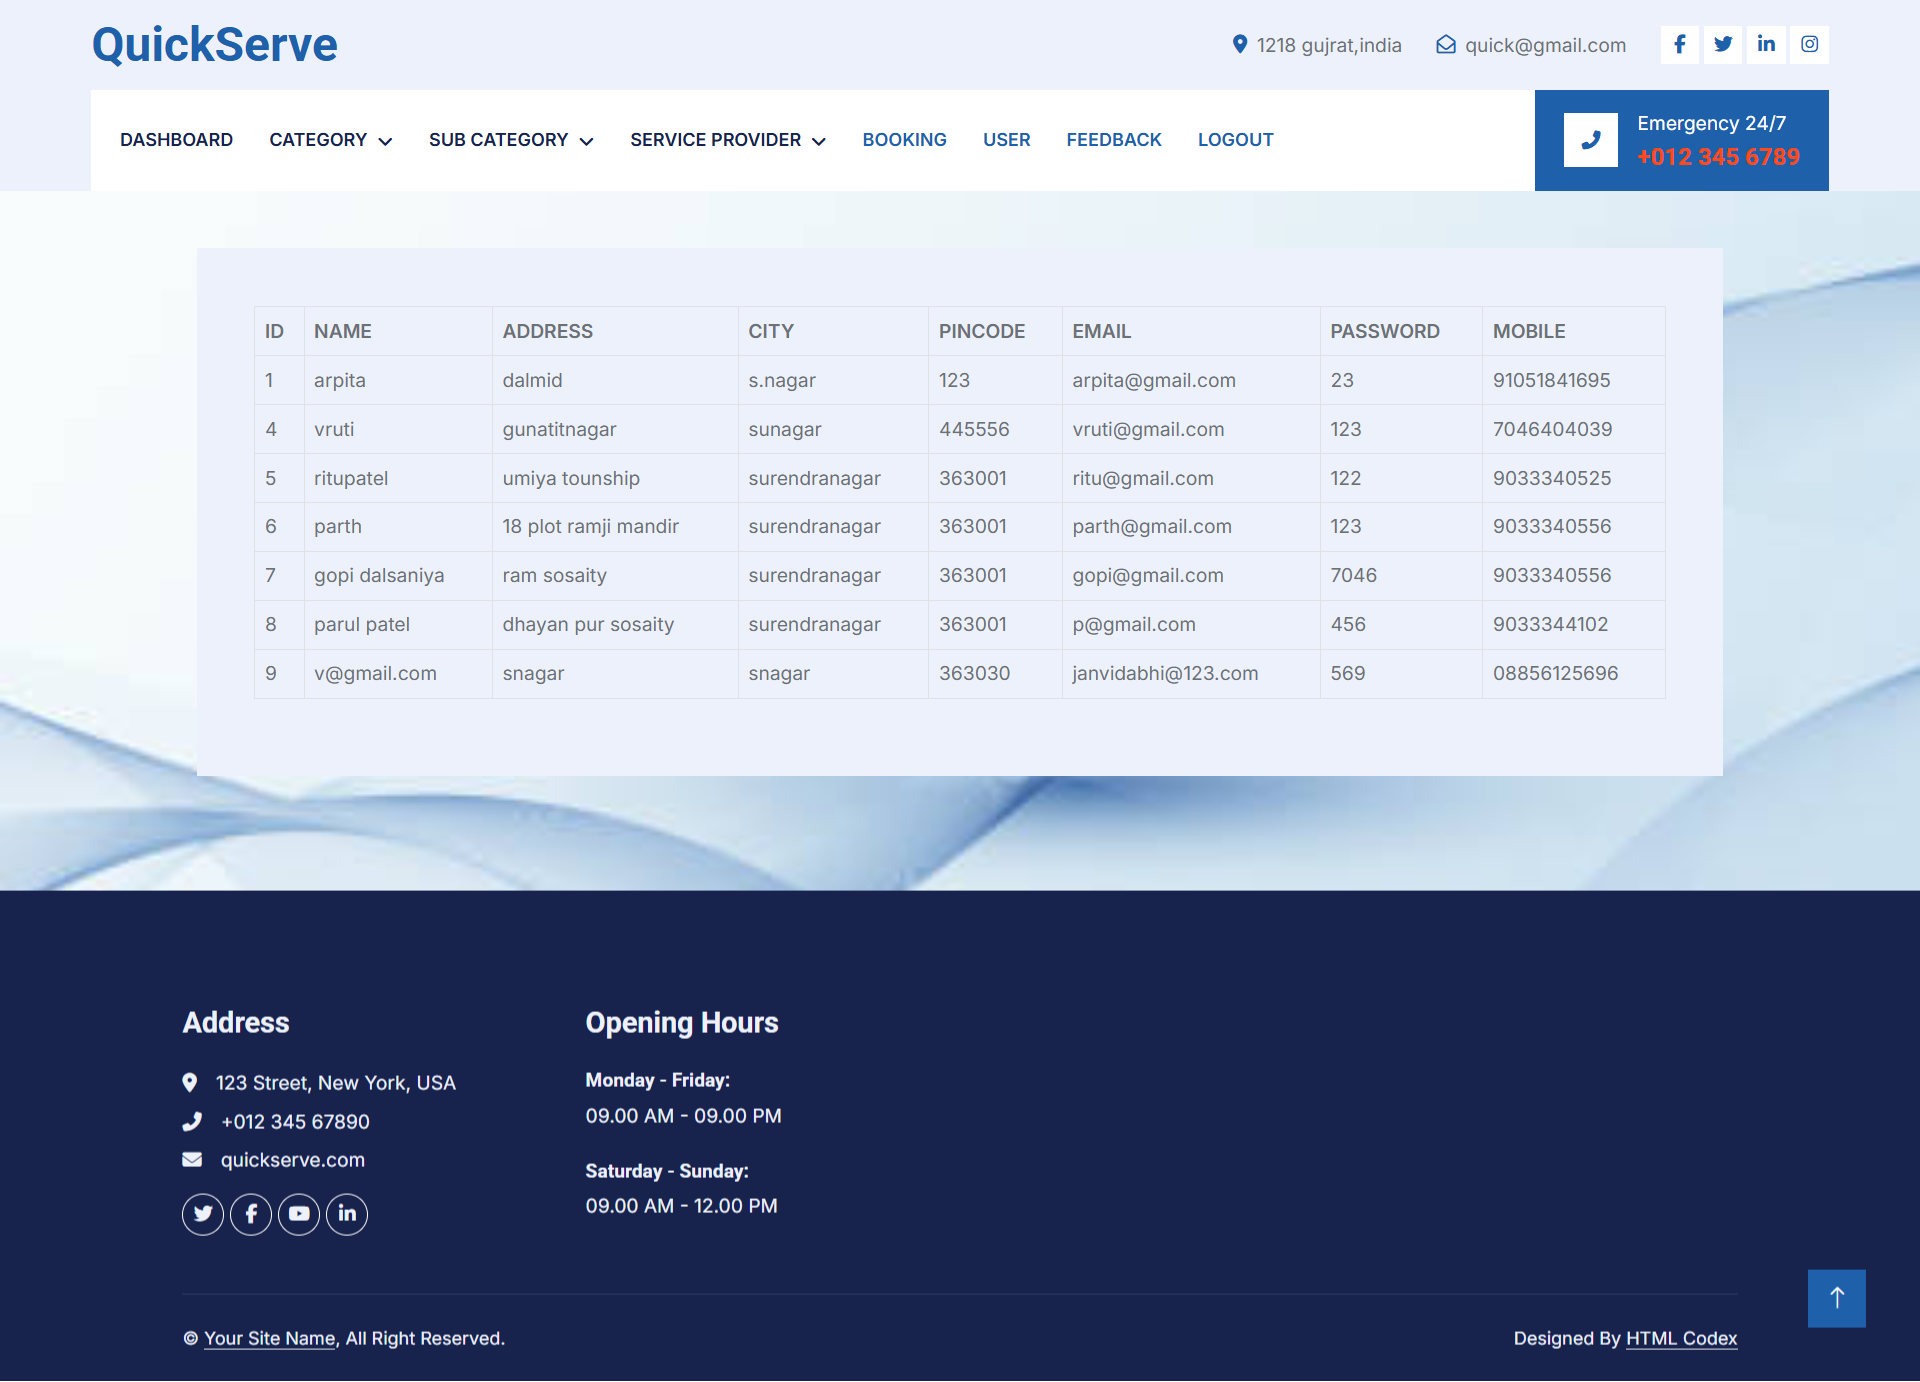 QuickServe
1218 gujrat,india quick@gmail.com
DASHBOARD CATEGORY SUB CATEGORY SERVICE PROVIDER BOOKING USER FEEDBACK LOGOUT
Emergency 24/7
+012 345 6789
ID NAME ADDRESS CITY PINCODE EMAIL PASSWORD MOBILE
1 arpita dalmid s.nagar 123 arpita@gmail.com 23 91051841695
4 vruti gunatitnagar sunagar 445556 vruti@gmail.com 123 7046404039
5 ritupatel umiya tounship surendranagar 363001 ritu@gmail.com 122 9033340525
6 parth 18 plot ramji mandir surendranagar 363001 parth@gmail.com 123 9033340556
7 gopi dalsaniya ram sosaity surendranagar 363001 gopi@gmail.com 7046 9033340556
8 parul patel dhayan pur sosaity surendranagar 363001 p@gmail.com 456 9033344102
9 v@gmail.com snagar snagar 363030 janvidabhi@123.com 569 08856125696
Address
123 Street, New York, USA
+012 345 67890
quickserve.com
Opening Hours
Monday - Friday:
09.00 AM - 09.00 PM
Saturday - Sunday:
09.00 AM - 12.00 PM
© Your Site Name, All Right Reserved.
Designed By HTML Codex